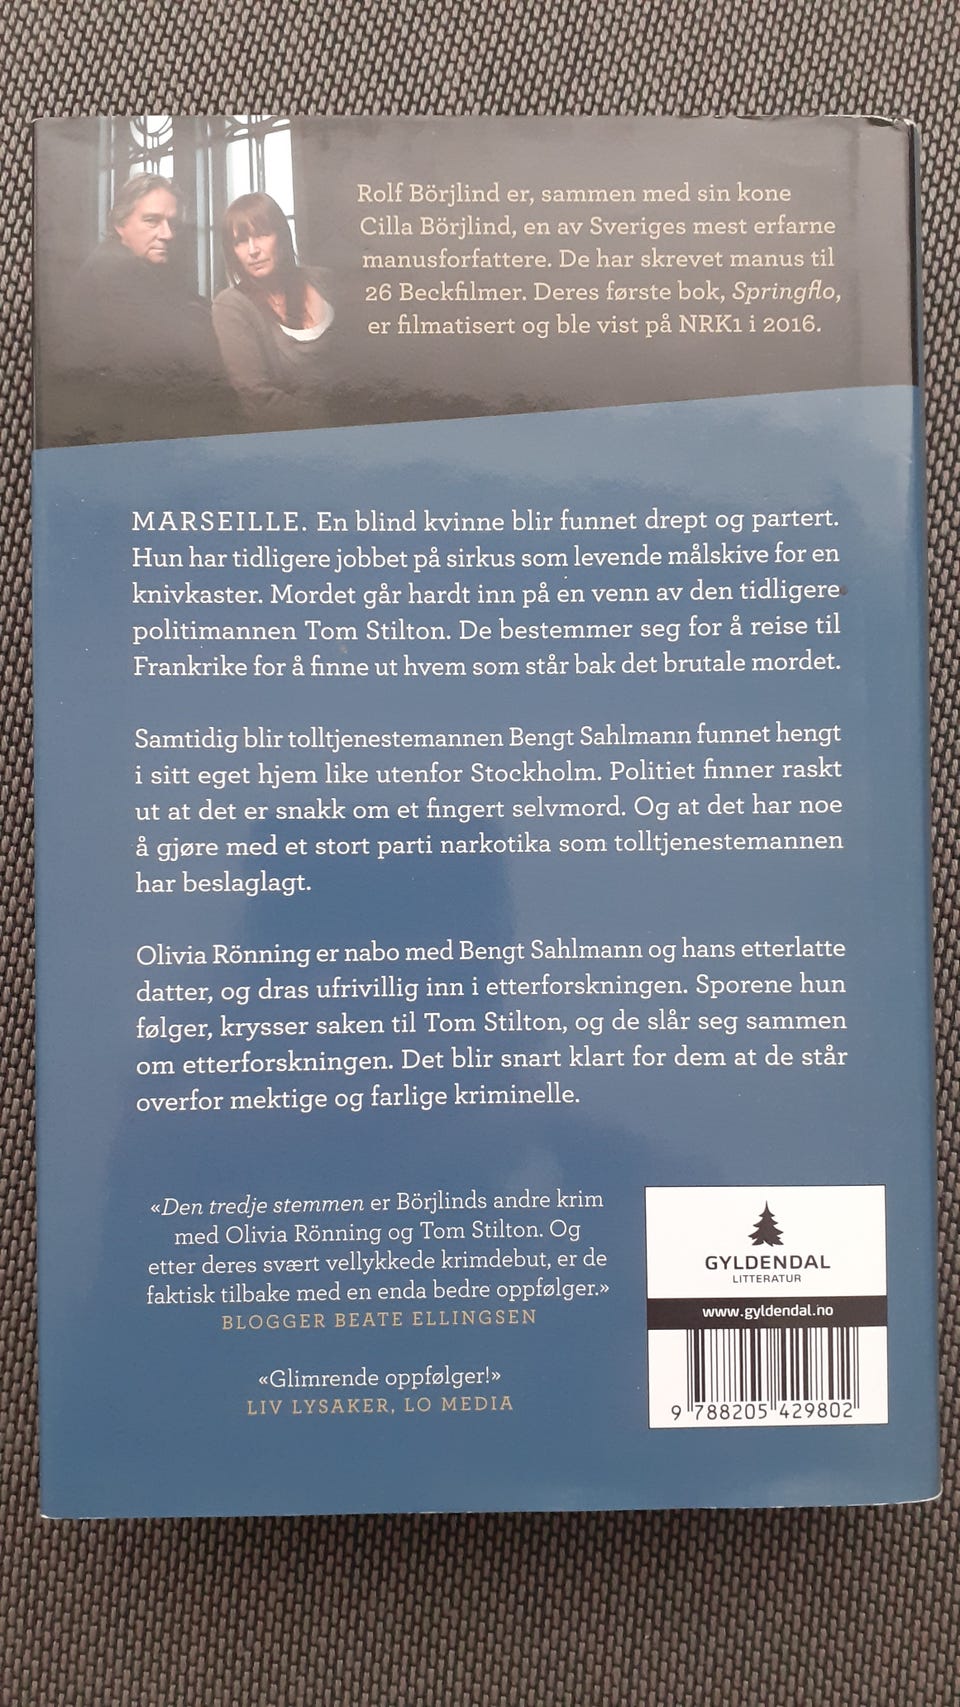 Rolf Börjlind er, sammen med sin kone
Cilla Börjlind, en av Sveriges mest erfarne
manusforfattere. De har skrevet manus til
26 Beckfilmer. Deres første bok, Springflo,
er filmatisert og ble vist på NRK1 i 2016.
MARSEILLE. En blind kvinne blir funnet drept og partert.
Hun har tidligere jobbet på sirkus som levende målskive for en
knivkaster. Mordet går hardt inn på en venn av den tidligere
politimannen Tom Stilton. De bestemmer seg for å reise til
Frankrike for å finne ut hvem som står bak det brutale mordet.
Samtidig blir tolltjenestemannen Bengt Sahlmann funnet hengt
i sitt eget hjem like utenfor Stockholm. Politiet finner raskt
ut at det er snakk om et fingert selvmord. Og at det har noe
å gjøre med et stort parti narkotika som tolltjenestemannen
har beslaglagt.
Olivia Rönning er nabo med Bengt Sahlmann og hans etterlatte
datter, og dras ufrivillig inn i etterforskningen. Sporene hun
følger, krysser saken til Tom Stilton, og de slår seg sammen
om etterforskningen. Det blir snart klart for dem at de står
overfor mektige og farlige kriminelle.
«Den tredje stemmen er Börjlinds andre krim
med Olivia Rönning og Tom Stilton. Og
etter deres svært vellykkede krimdebut, er de
faktisk tilbake med en enda bedre oppfølger.»
BLOGGER BEATE ELLINGSEN
«Glimrende oppfølger!»
LIV LYSAKER, LO MEDIA
GYLDENDAL
LITTERATUR
www.gyldendal.no
9 788205 429802